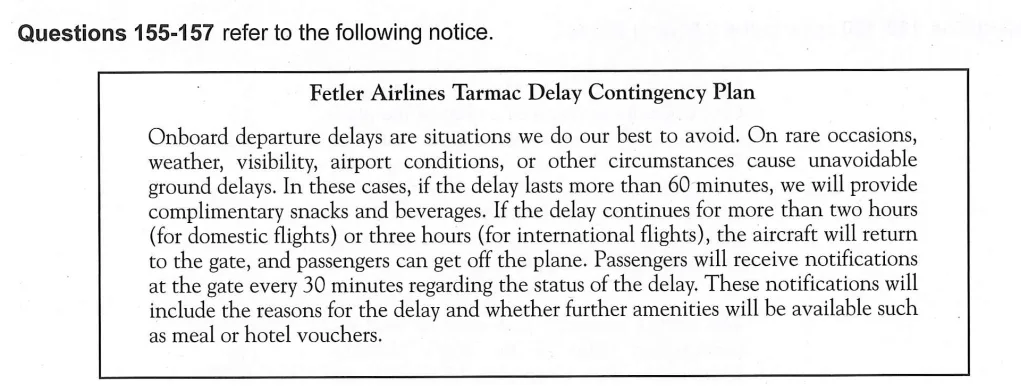 Questions 155-157 refer to the following notice.
Fetler Airlines Tarmac Delay Contingency Plan
Onboard departure delays are situations we do our best to avoid. On rare occasions,
weather, visibility, airport conditions, or other circumstances cause unavoidable
ground delays. In these cases, if the delay lasts more than 60 minutes, we will provide
complimentary snacks and beverages. If the delay continues for more than two hours
(for domestic flights) or three hours (for international flights), the aircraft will return
to the gate, and passengers can get off the plane. Passengers will receive notifications
at the gate every 30 minutes regarding the status of the delay. These notifications will
include the reasons for the delay and whether further amenities will be available such
as meal or hotel vouchers.